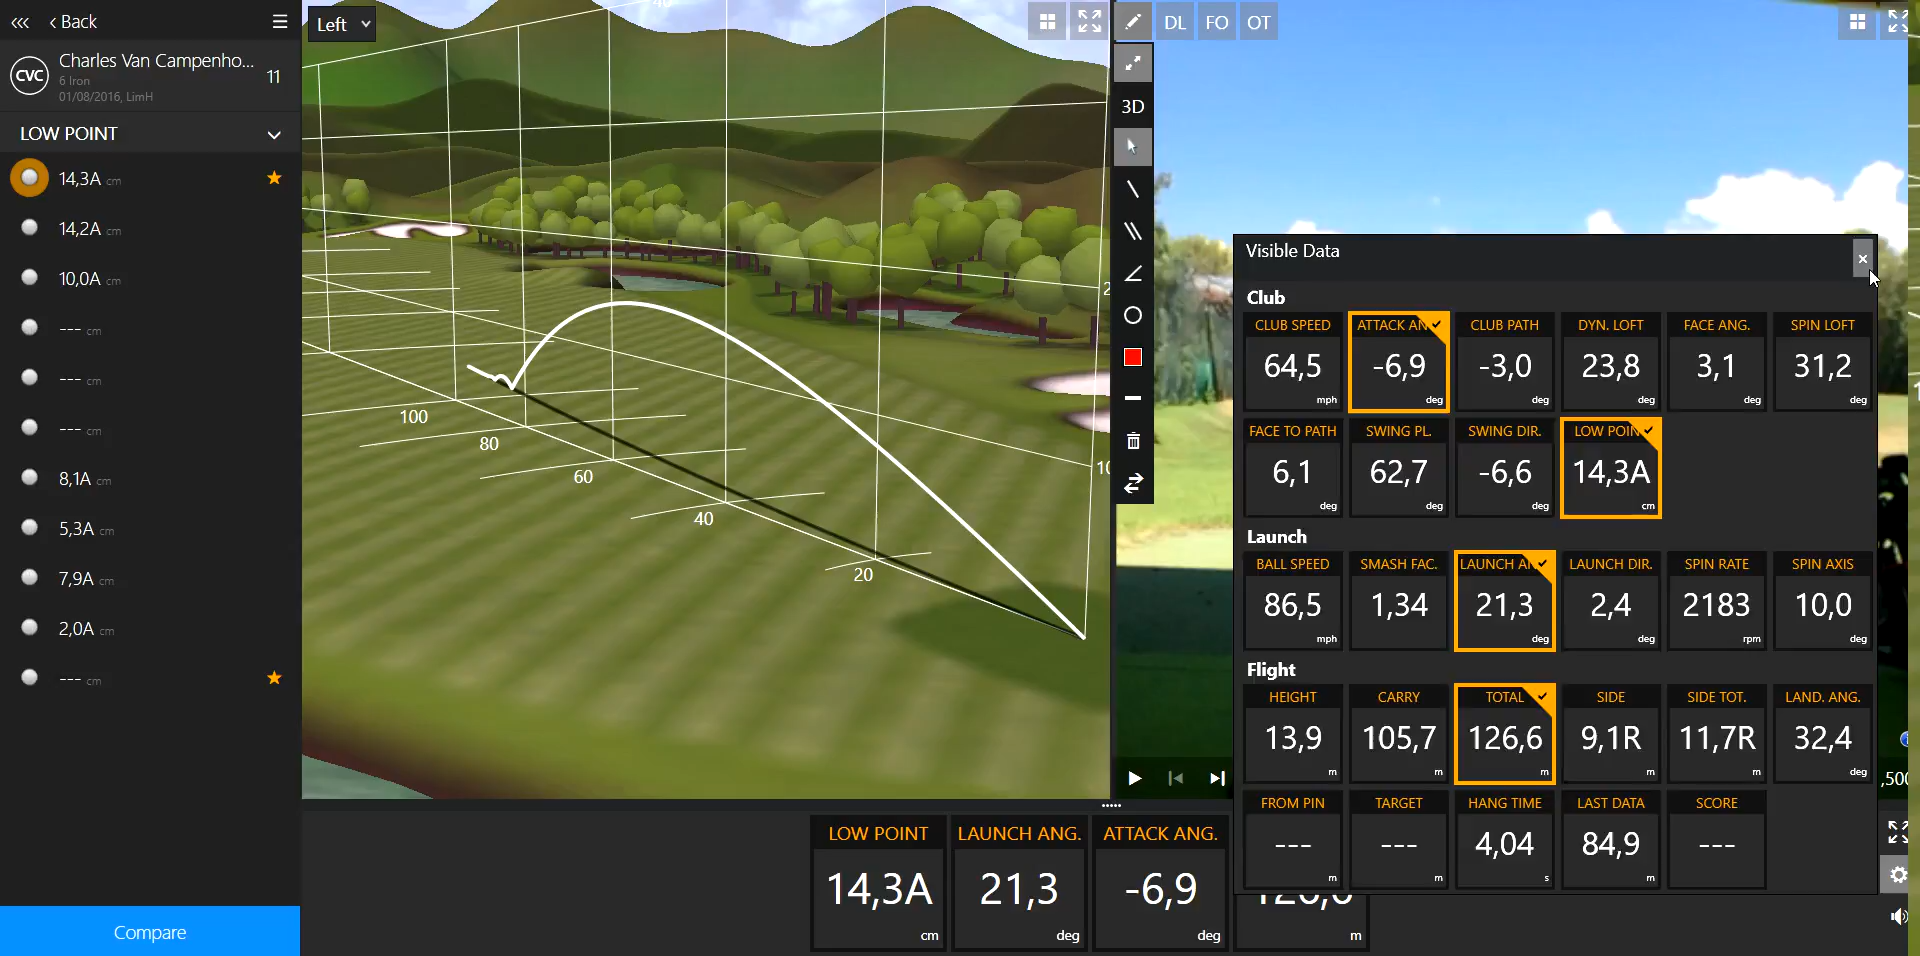 Back
CVC
Charles Van Campenho...
6 Iron
01/08/2016, LimH
11
LOW POINT
14,3A cm
14,2A cm
10,0A cm
--- cm
--- cm
--- cm
8,1A cm
5,3A cm
7,9A cm
2,0A cm
--- cm
Compare
Left
100
80
60
40
20
DL FO OT
3D
Visible Data
Club
CLUB SPEED
64,5
mph
ATTACK AN
-6,9
deg
CLUB PATH
-3,0
deg
DYN. LOFT
23,8
deg
FACE ANG.
3,1
deg
SPIN LOFT
31,2
deg
FACE TO PATH
6,1
deg
SWING PL.
62,7
deg
SWING DIR.
-6,6
deg
LOW POIN
14,3A
cm
Launch
BALL SPEED
86,5
mph
SMASH FAC.
1,34
LAUNCH AN
21,3
deg
LAUNCH DIR.
2,4
deg
SPIN RATE
2183
rpm
SPIN AXIS
10,0
deg
Flight
HEIGHT
13,9
m
CARRY
105,7
m
TOTAL
126,6
m
SIDE
9,1R
m
SIDE TOT.
11,7R
m
LAND. ANG.
32,4
deg
FROM PIN
---
m
TARGET
---
m
HANG TIME
4,04
s
LAST DATA
84,9
m
SCORE
---
,500
LOW POINT
14,3A
cm
LAUNCH ANG.
21,3
deg
ATTACK ANG.
-6,9
deg
126,6
m